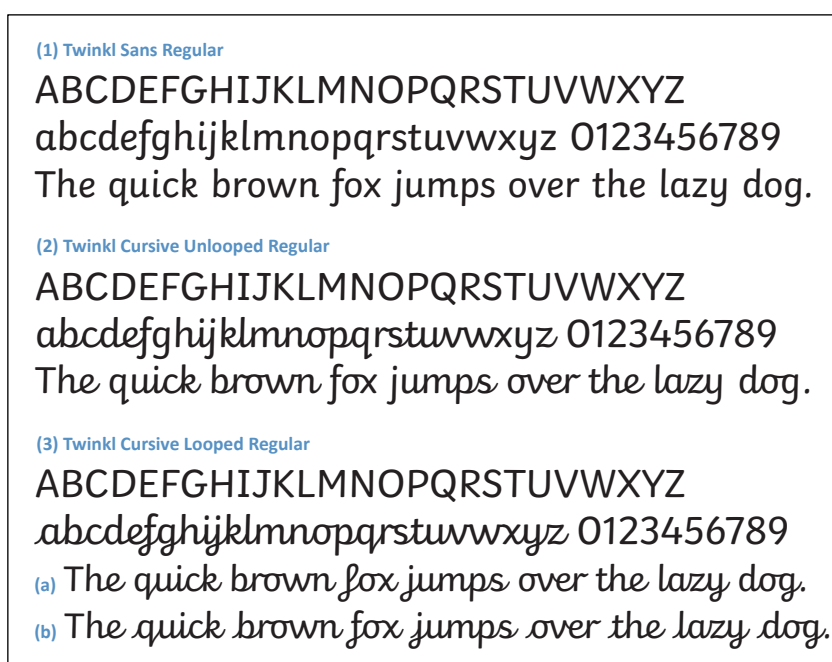 (1) Twinkl Sans Regular
ABCDEFGHIJKLMNOPQRSTUVWXYZ
abcdefghijklmnopqrstuvwxyz 0123456789
The quick brown fox jumps over the lazy dog.
(2) Twinkl Cursive Unlooped Regular
ABCDEFGHIJKLMNOPQRSTUVWXYZ
abcdefghijklmnopqrstuvwxyz 0123456789
The quick brown fox jumps over the lazy dog.
(3) Twinkl Cursive Looped Regular
ABCDEFGHIJKLMNOPQRSTUVWXYZ
abcdefghijklmnopqrstuvwxyz 0123456789
(a) The quick brown fox jumps over the lazy dog.
(b) The quick brown fox jumps over the lazy dog.